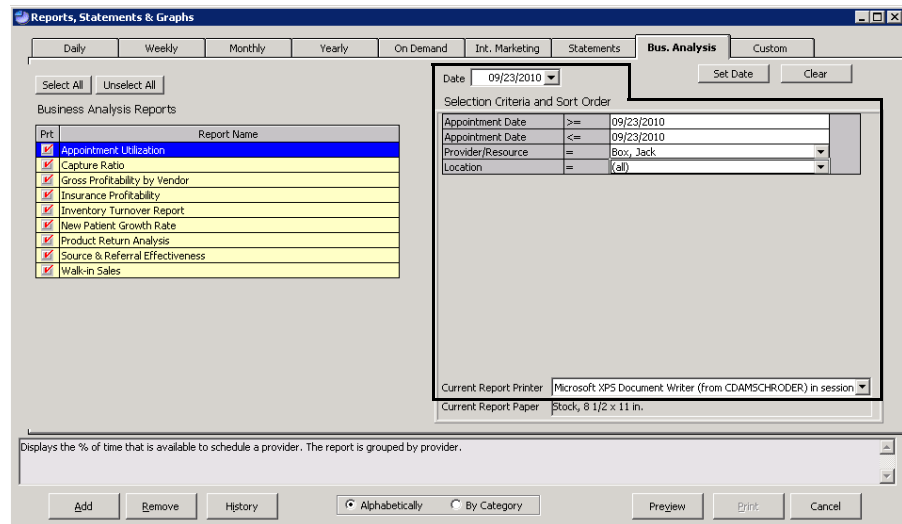 Reports, Statements & Graphs
Daily Weekly Monthly Yearly On Demand Int. Marketing Statements Bus. Analysis Custom
Select All Unselect All
Business Analysis Reports
Prt Report Name
Appointment Utilization
Capture Ratio
Gross Profitability by Vendor
Insurance Profitability
Inventory Turnover Report
New Patient Growth Rate
Product Return Analysis
Source & Referral Effectiveness
Walk-in Sales
Date 09/23/2010 Set Date Clear
Selection Criteria and Sort Order
Appointment Date >= 09/23/2010
Appointment Date <= 09/23/2010
Provider/Resource = Box, Jack
Location = (all)
Current Report Printer Microsoft XPS Document Writer (from CDAMSCHRODER) in session
Current Report Paper Stock, 8 1/2 x 11 in.
Displays the % of time that is available to schedule a provider. The report is grouped by provider.
Add Remove History Alphabetically By Category Preview Print Cancel